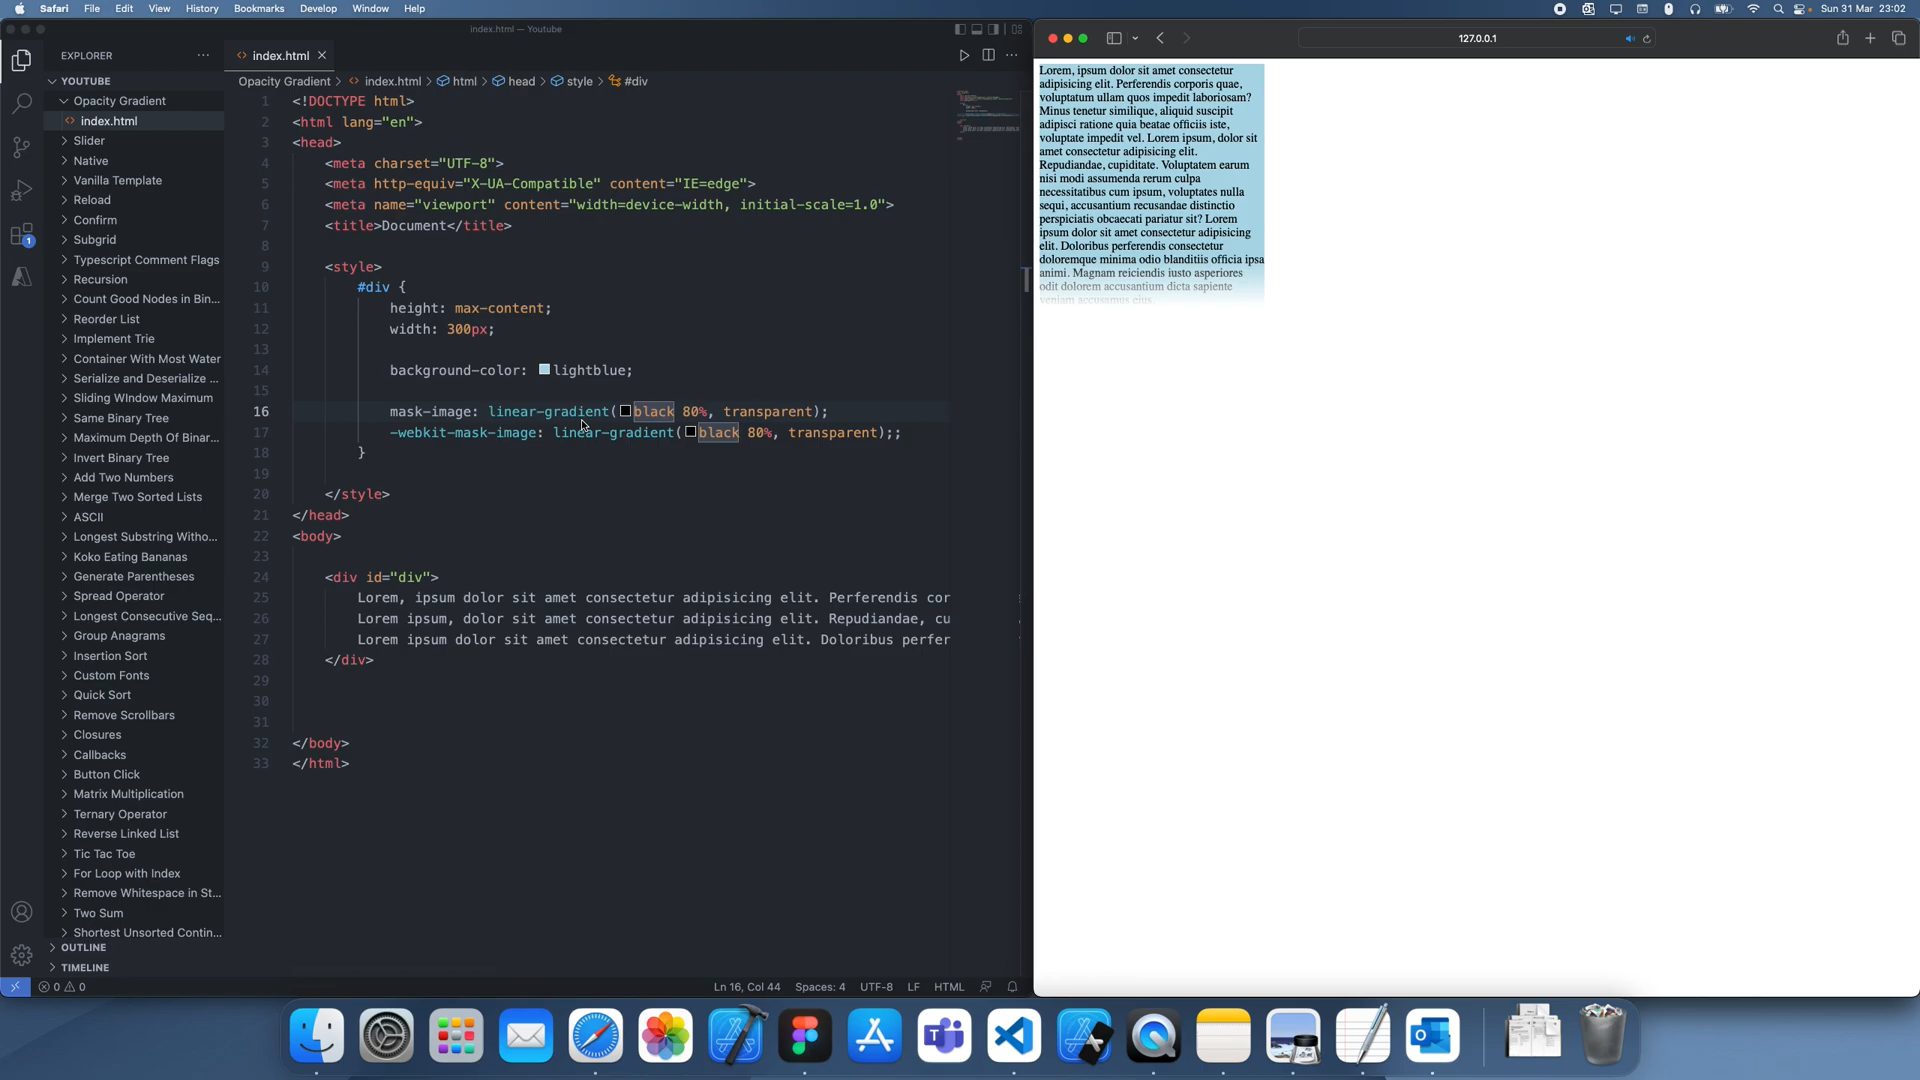 Safari File Edit View History Bookmarks Develop Window Help
Sun 31 Mar 23:02
index.html — Youtube
EXPLORER
YOUTUBE
Opacity Gradient
index.html
Slider
Native
Vanilla Template
Reload
Confirm
Subgrid
Typescript Comment Flags
Recursion
Count Good Nodes in Bin...
Reorder List
Implement Trie
Container With Most Water
Serialize and Deserialize ...
Sliding WIndow Maximum
Same Binary Tree
Maximum Depth Of Binar...
Invert Binary Tree
Add Two Numbers
Merge Two Sorted Lists
ASCII
Longest Substring Witho...
Koko Eating Bananas
Generate Parentheses
Spread Operator
Longest Consecutive Seq...
Group Anagrams
Insertion Sort
Custom Fonts
Quick Sort
Remove Scrollbars
Closures
Callbacks
Button Click
Matrix Multiplication
Ternary Operator
Reverse Linked List
Tic Tac Toe
For Loop with Index
Remove Whitespace in St...
Two Sum
Shortest Unsorted Contin...
OUTLINE
TIMELINE
1
index.html
Opacity Gradient > index.html > html > head > style > #div
1 <!DOCTYPE html>
2 <html lang="en">
3 <head>
4 <meta charset="UTF-8">
5 <meta http-equiv="X-UA-Compatible" content="IE=edge">
6 <meta name="viewport" content="width=device-width, initial-scale=1.0">
7 <title>Document</title>
8
9 <style>
10 #div {
11 height: max-content;
12 width: 300px;
13
14 background-color: lightblue;
15
16 mask-image: linear-gradient(black 80%, transparent);
17 -webkit-mask-image: linear-gradient(black 80%, transparent);;
18 }
19
20 </style>
21 </head>
22 <body>
23
24 <div id="div">
25 Lorem, ipsum dolor sit amet consectetur adipisicing elit. Perferendis cor
26 Lorem ipsum, dolor sit amet consectetur adipisicing elit. Repudiandae, cu
27 Lorem ipsum dolor sit amet consectetur adipisicing elit. Doloribus perfer
28 </div>
29
30
31
32 </body>
33 </html>
0 0
Ln 16, Col 44 Spaces: 4 UTF-8 LF HTML
127.0.0.1
Lorem, ipsum dolor sit amet consectetur
adipisicing elit. Perferendis corporis quae,
voluptatum ullam quos impedit laboriosam?
Minus tenetur similique, aliquid suscipit
adipisci ratione quia beatae officiis iste,
voluptate impedit vel. Lorem ipsum, dolor sit
amet consectetur adipisicing elit.
Repudiandae, cupiditate. Voluptatem earum
nisi modi assumenda rerum culpa
necessitatibus cum ipsum, voluptates nulla
sequi, accusantium recusandae distinctio
perspiciatis obcaecati pariatur sit? Lorem
ipsum dolor sit amet consectetur adipisicing
elit. Doloribus perferendis consectetur
doloremque minima odio blanditiis officia ipsa
animi. Magnam reiciendis iusto asperiores
odit dolorem accusantium dicta sapiente
veniam accusamus eius.